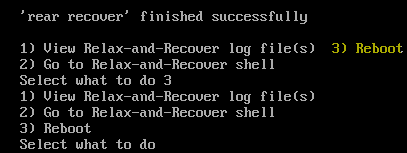 'rear recover' finished successfully
1) View Relax-and-Recover log file(s)  3) Reboot
2) Go to Relax-and-Recover shell
Select what to do 3
1) View Relax-and-Recover log file(s)
2) Go to Relax-and-Recover shell
3) Reboot
Select what to do